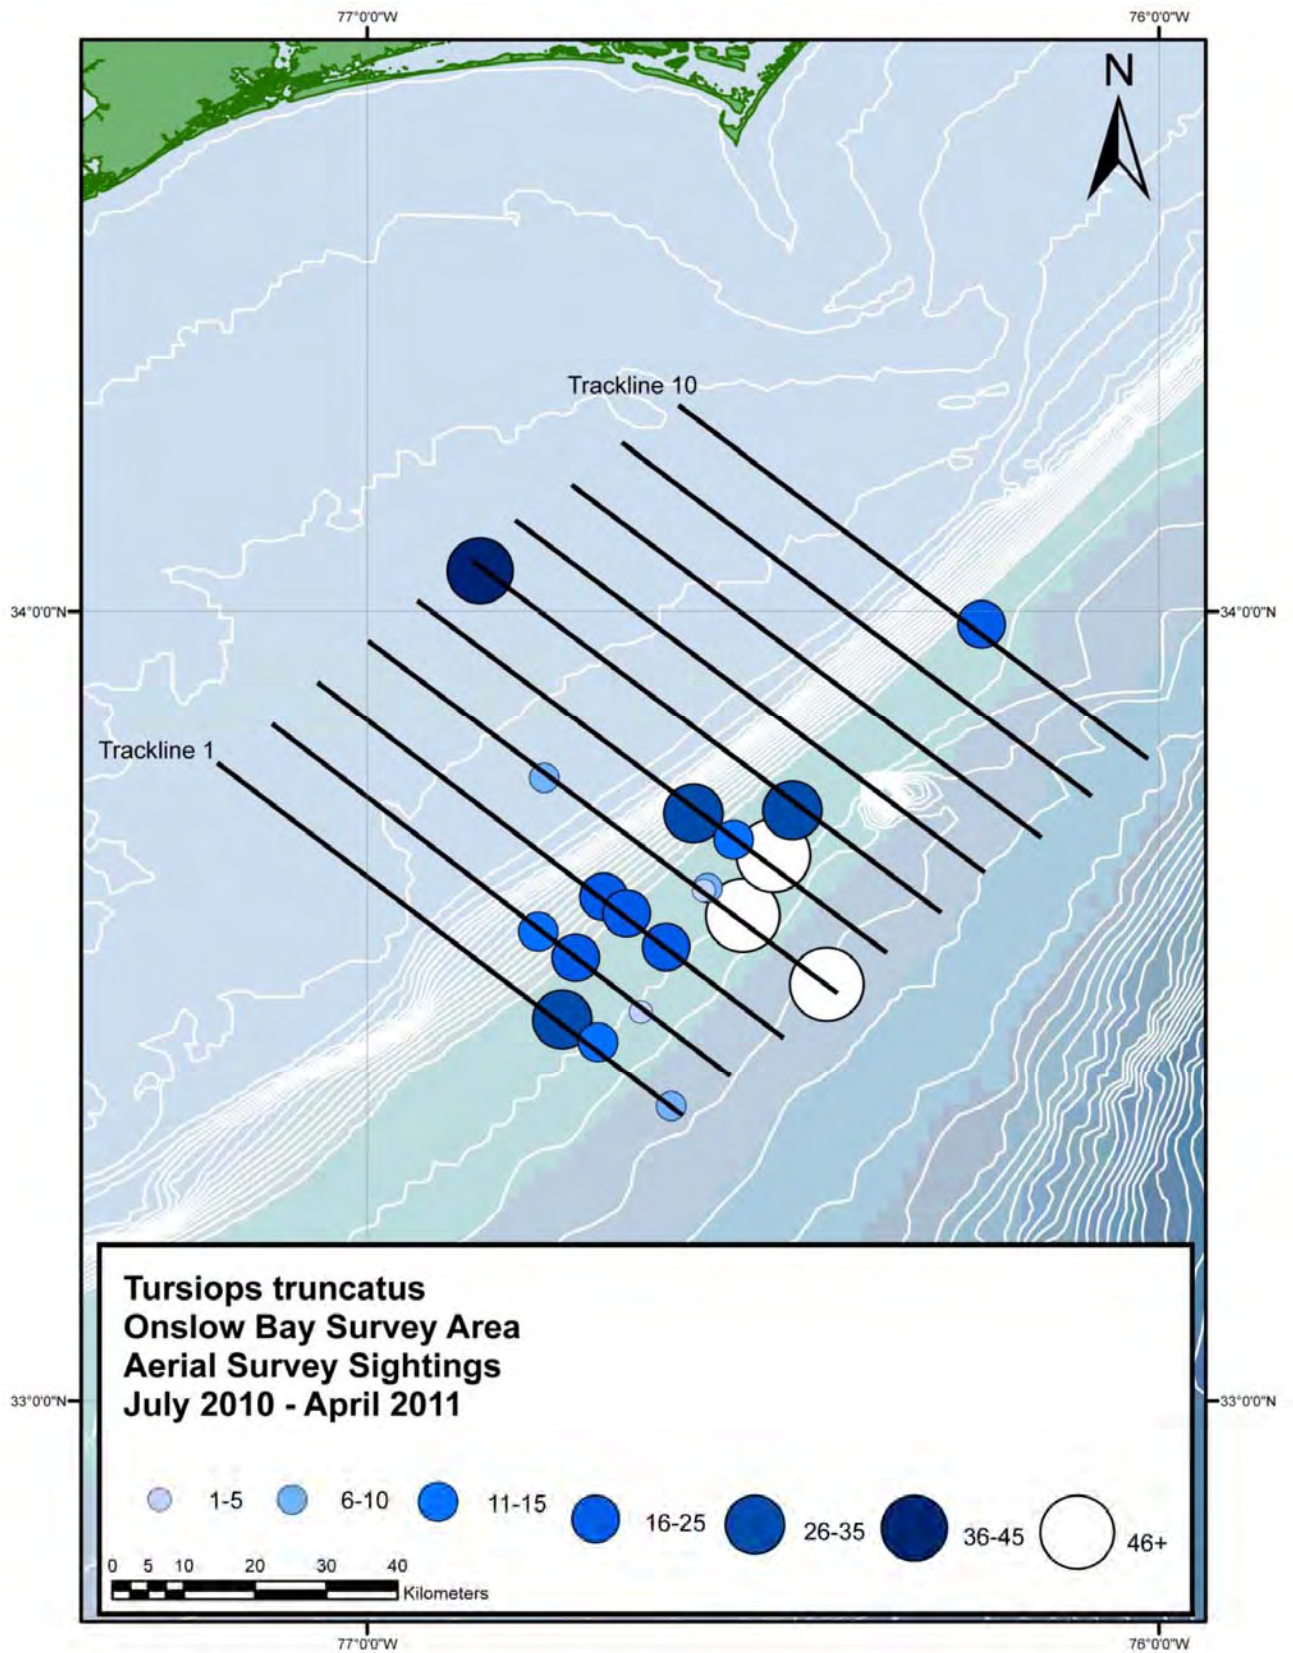 77°0'0"W 76°0'0"W
N
Trackline 10
34°0'0"N 34°0'0"N
Trackline 1
Tursiops truncatus
Onslow Bay Survey Area
Aerial Survey Sightings
July 2010 - April 2011
33°0'0"N 33°0'0"N
1-5 6-10 11-15 16-25 26-35 36-45 46+
0 5 10 20 30 40
Kilometers
77°0'0"W 76°0'0"W